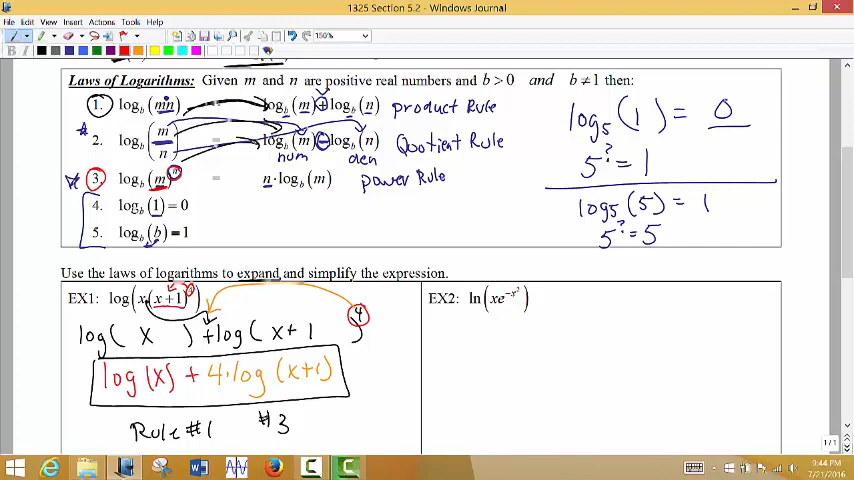 1325 Section 5.2 - Windows Journal
File Edit View Insert Actions Tools Help
150%
B
Laws of Logarithms: Given m and n are positive real numbers and b > 0 and b ≠ 1 then:
1. log_b (mn) = log_b (m) + log_b (n) product Rule
2. log_b (m/n) = log_b (m) − log_b (n) Quotient Rule
num den
3. log_b (m)^n = n · log_b (m) power Rule
4. log_b (1) = 0
5. log_b (b) = 1
log_5 (1) = 0
5^? = 1
log_5 (5) = 1
5^? = 5
Use the laws of logarithms to expand and simplify the expression.
EX1: log(x(x+1)^4)
log( X ) + log( x+1 )^4
log(x) + 4·log(x+1)
Rule #1 #3
EX2: ln(xe^{-x²})
1/1
9:44 PM
7/21/2016